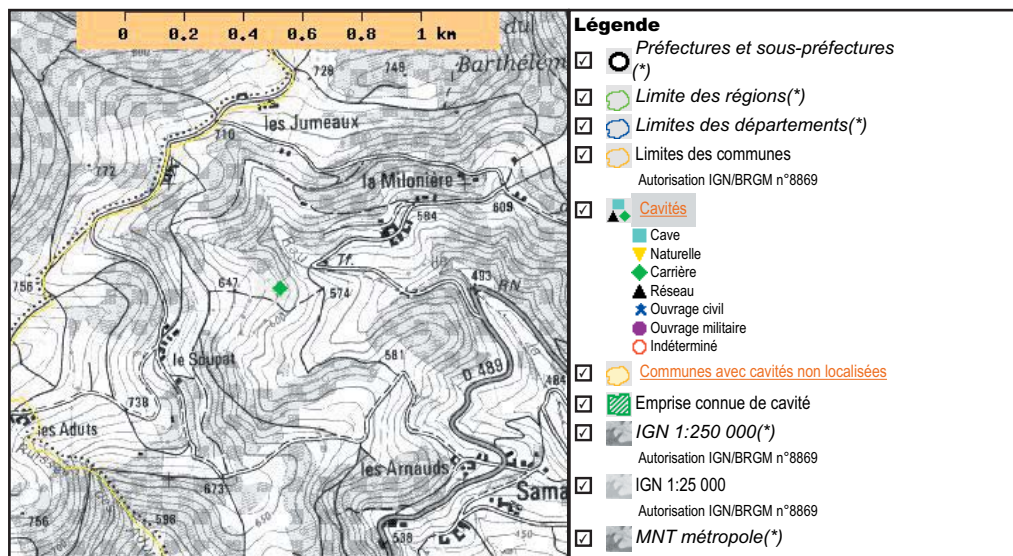 0 0.2 0.4 0.6 0.8 1 km
du
Barthélem
728
748
les Jumeaux
710
772
la Milonière
584
609
Tf.
493
RN
756
647
574
600
le Soupat
581
D 489
484
738
les Aduts
les Arnauds
673
Sama
756
598
650
538
450
700
Légende
Préfectures et sous-préfectures
(*)
Limite des régions(*)
Limites des départements(*)
Limites des communes
Autorisation IGN/BRGM n°8869
Cavités
Cave
Naturelle
Carrière
Réseau
Ouvrage civil
Ouvrage militaire
Indéterminé
Communes avec cavités non localisées
Emprise connue de cavité
IGN 1:250 000(*)
Autorisation IGN/BRGM n°8869
IGN 1:25 000
Autorisation IGN/BRGM n°8869
MNT métropole(*)